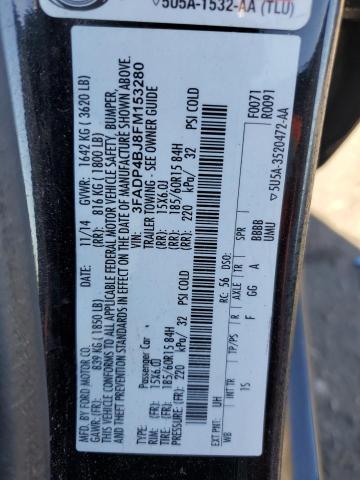 ▽5U5A-1532-AA (TLU)
MFD. BY FORD MOTOR CO.
DATE: 11/14 GVWR: 1642 KG ( 3620 LB)
GAWR: (FR): 839 KG ( 1850 LB) (RR): 816 KG ( 1800 LB)
THIS VEHICLE CONFORMS TO ALL APPLICABLE FEDERAL MOTOR VEHICLE SAFETY, BUMPER, AND THEFT PREVENTION STANDARDS IN EFFECT ON THE DATE OF MANUFACTURE SHOWN ABOVE.
VIN: 3FADP4BJ8FM153280
TYPE: Passenger Car TRAILER TOWING - SEE OWNER GUIDE
RIM: (FR): 15X6.0J (RR): 15X6.0J
TIRE: (FR): 185/60R15 84H (RR): 185/60R15 84H
(FR): 220 kPa/ 32 PSI COLD (RR): 220 kPa/ 32 PSI COLD
F0071
R0091
EXT PNT: UH RC: 56 DSO:
WB INT TR TP/PS R AXLE TR SPR
15 F GG A BBBB
UMU
▽5U5A-3520472-AA